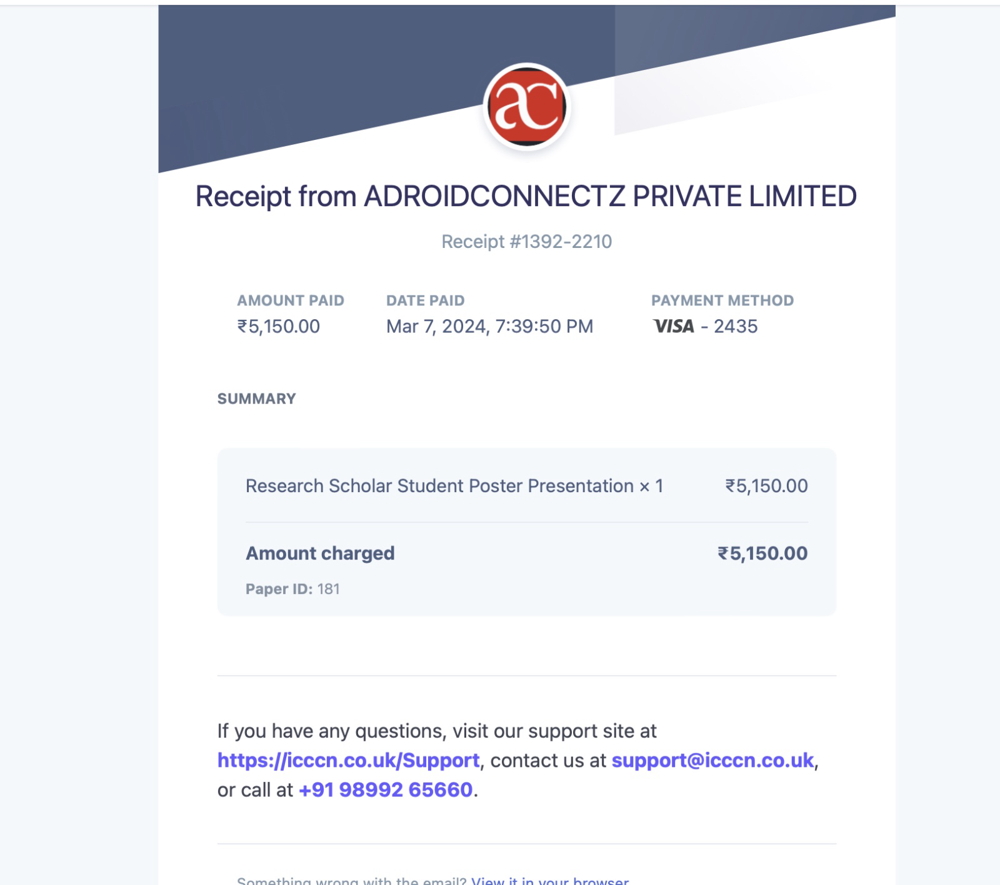 ac
Receipt from ADROIDCONNECTZ PRIVATE LIMITED
Receipt #1392-2210
AMOUNT PAID DATE PAID PAYMENT METHOD
₹5,150.00 Mar 7, 2024, 7:39:50 PM VISA - 2435
SUMMARY
Research Scholar Student Poster Presentation × 1 ₹5,150.00
Amount charged ₹5,150.00
Paper ID: 181
If you have any questions, visit our support site at
https://icccn.co.uk/Support, contact us at support@icccn.co.uk,
or call at +91 98992 65660.
Something wrong with the email? View it in your browser